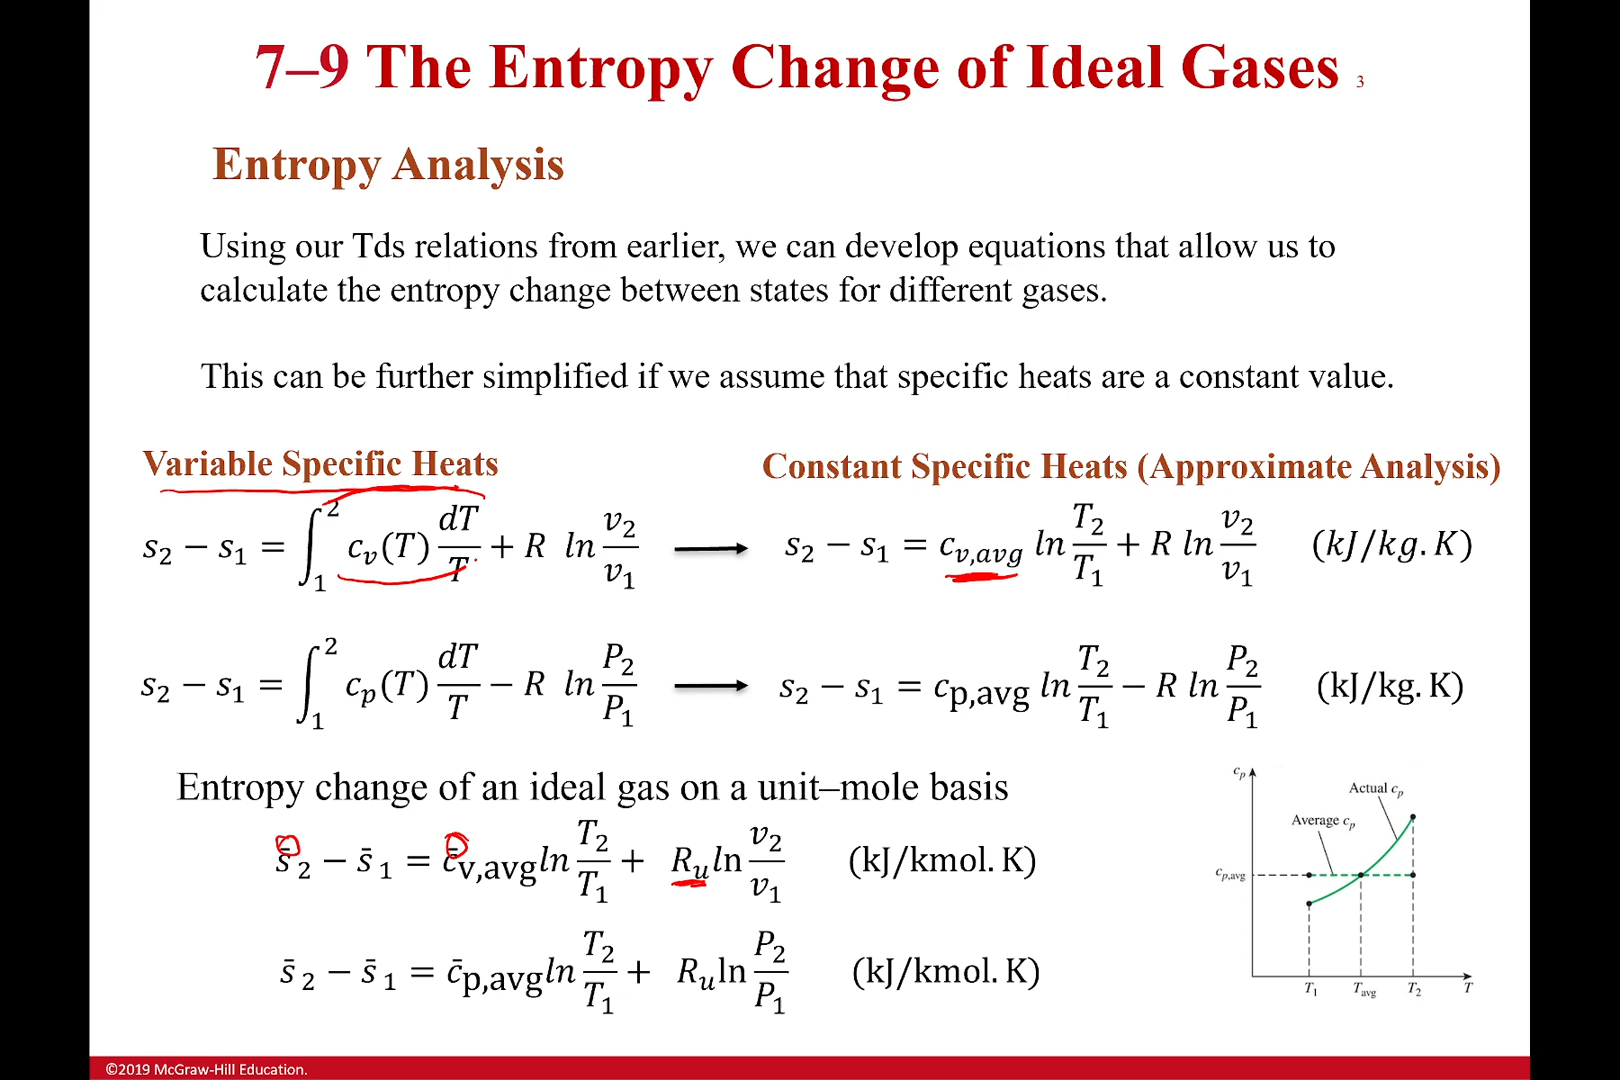 7–9 The Entropy Change of Ideal Gases 3
Entropy Analysis
Using our Tds relations from earlier, we can develop equations that allow us to
calculate the entropy change between states for different gases.
This can be further simplified if we assume that specific heats are a constant value.
Variable Specific Heats
Constant Specific Heats (Approximate Analysis)
s₂ − s₁ = ∫₁² cᵥ(T) dT/T + R ln v₂/v₁ → s₂ − s₁ = c_v,avg ln T₂/T₁ + R ln v₂/v₁ (kJ/kg. K)
s₂ − s₁ = ∫₁² cₚ(T) dT/T − R ln P₂/P₁ → s₂ − s₁ = c_p,avg ln T₂/T₁ − R ln P₂/P₁ (kJ/kg. K)
Entropy change of an ideal gas on a unit–mole basis
s̄ ₂ − s̄ ₁ = c̄_v,avg ln T₂/T₁ + R_u ln v₂/v₁ (kJ/kmol. K)
s̄ ₂ − s̄ ₁ = c̄_p,avg ln T₂/T₁ + R_u ln P₂/P₁ (kJ/kmol. K)
cₚ
Actual cₚ
Average cₚ
c_p,avg
T₁ T_avg T₂ T
©2019 McGraw-Hill Education.